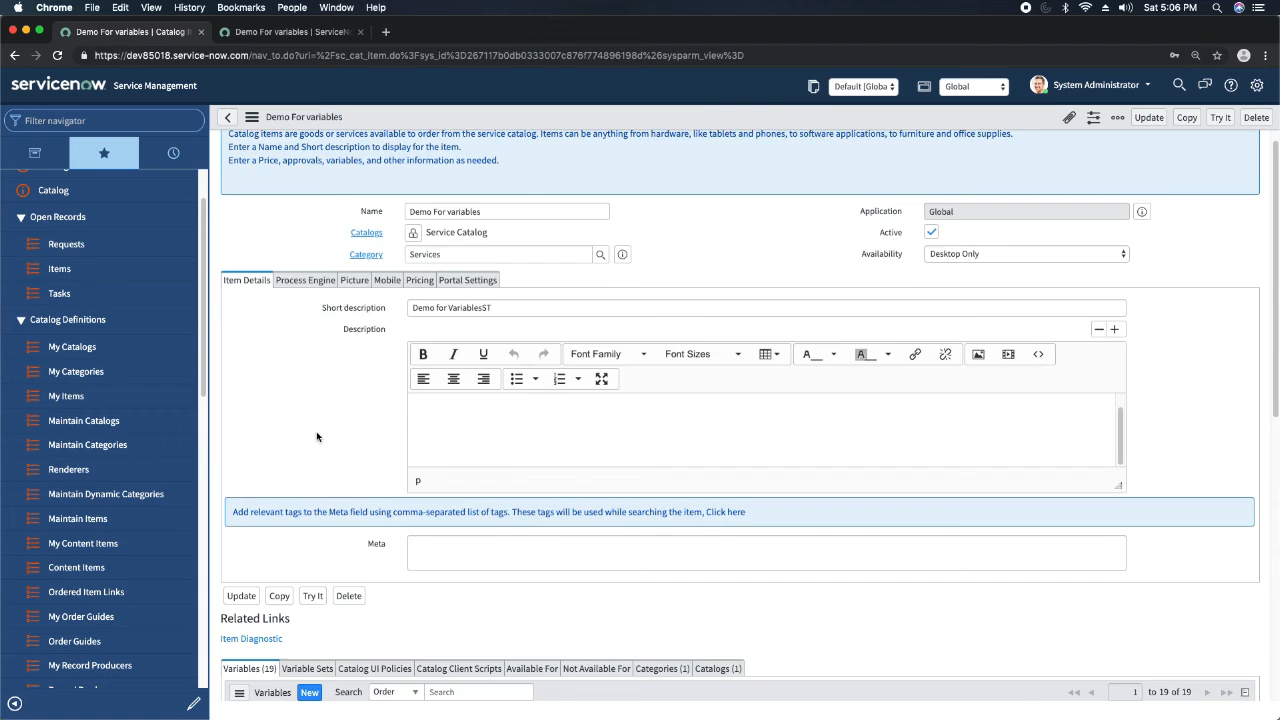 Chrome File Edit View History Bookmarks People Window Help Sat 5:06 PM
Demo For variables | Catalog It Demo For variables | ServiceN
https://dev85018.service-now.com/nav_to.do?uri=%2Fsc_cat_item.do%3Fsys_id%3D267117b0db0333007c876f774896198d%26sysparm_view%3D
servicenow Service Management Default [Globa Global System Administrator
Filter navigator
Demo For variables Update Copy Try It Delete
Catalog items are goods or services available to order from the service catalog. Items can be anything from hardware, like tablets and phones, to software applications, to furniture and office supplies.
Enter a Name and Short description to display for the item.
Enter a Price, approvals, variables, and other information as needed.
Catalog
Open Records
Requests
Items
Tasks
Catalog Definitions
My Catalogs
My Categories
My Items
Maintain Catalogs
Maintain Categories
Renderers
Maintain Dynamic Categories
Maintain Items
My Content Items
Content Items
Ordered Item Links
My Order Guides
Order Guides
My Record Producers
Name Demo For variables Application Global
Catalogs Service Catalog Active
Category Services Availability Desktop Only
Item Details Process Engine Picture Mobile Pricing Portal Settings
Short description Demo for VariablesST
Description
B I U Font Family Font Sizes A A
p
Add relevant tags to the Meta field using comma-separated list of tags. These tags will be used while searching the item, Click here
Meta
Update Copy Try It Delete
Related Links
Item Diagnostic
Variables (19) Variable Sets Catalog UI Policies Catalog Client Scripts Available For Not Available For Categories (1) Catalogs (1)
Variables New Search Order Search 1 to 19 of 19